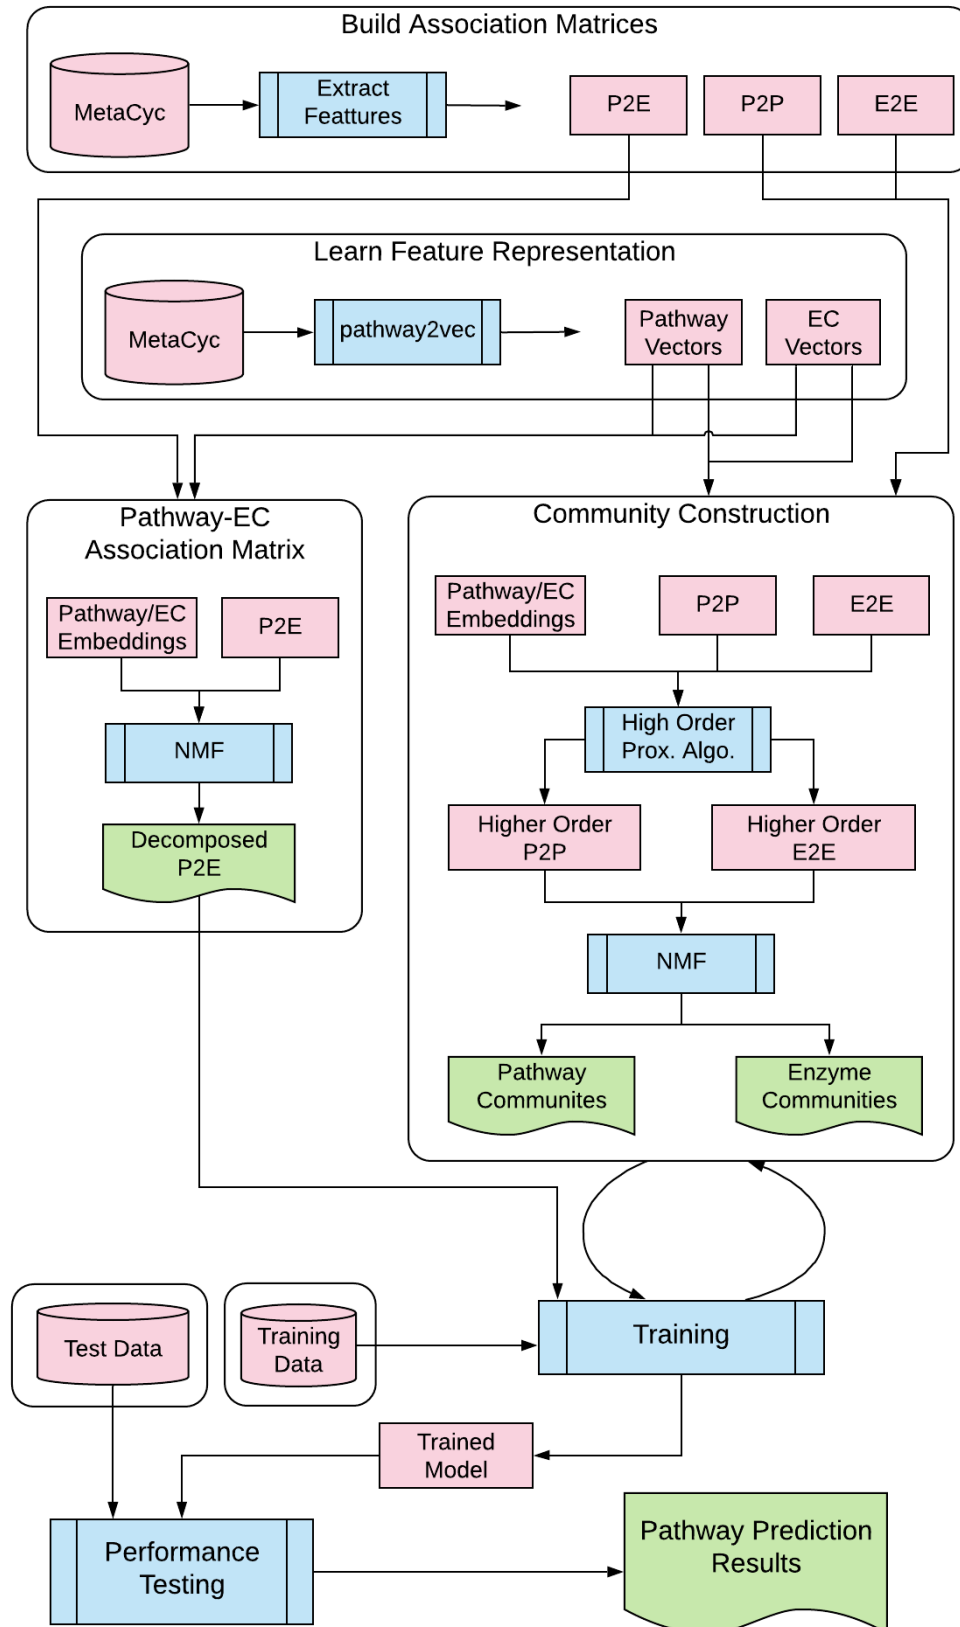 Build Association Matrices
MetaCyc
Extract
Feattures
P2E
P2P
E2E
Learn Feature Representation
MetaCyc
pathway2vec
Pathway
Vectors
EC
Vectors
Pathway-EC
Association Matrix
Pathway/EC
Embeddings
P2E
NMF
Decomposed
P2E
Community Construction
Pathway/EC
Embeddings
P2P
E2E
High Order
Prox. Algo.
Higher Order
P2P
Higher Order
E2E
NMF
Pathway
Communites
Enzyme
Communities
Test Data
Training
Data
Training
Trained
Model
Performance
Testing
Pathway Prediction
Results